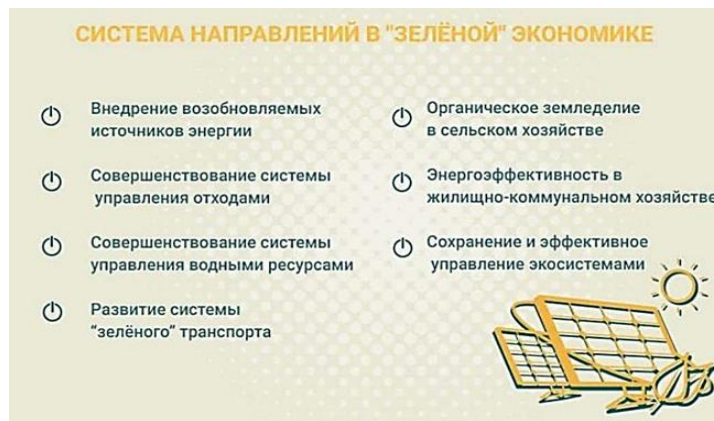 СИСТЕМА НАПРАВЛЕНИЙ В "ЗЕЛЁНОЙ" ЭКОНОМИКЕ
Внедрение возобновляемых
источников энергии
Совершенствование системы
управления отходами
Совершенствование системы
управления водными ресурсами
Развитие системы
“зелёного” транспорта
Органическое земледелие
в сельском хозяйстве
Энергоэффективность в
жилищно-коммунальном хозяйстве
Сохранение и эффективное
управление экосистемами